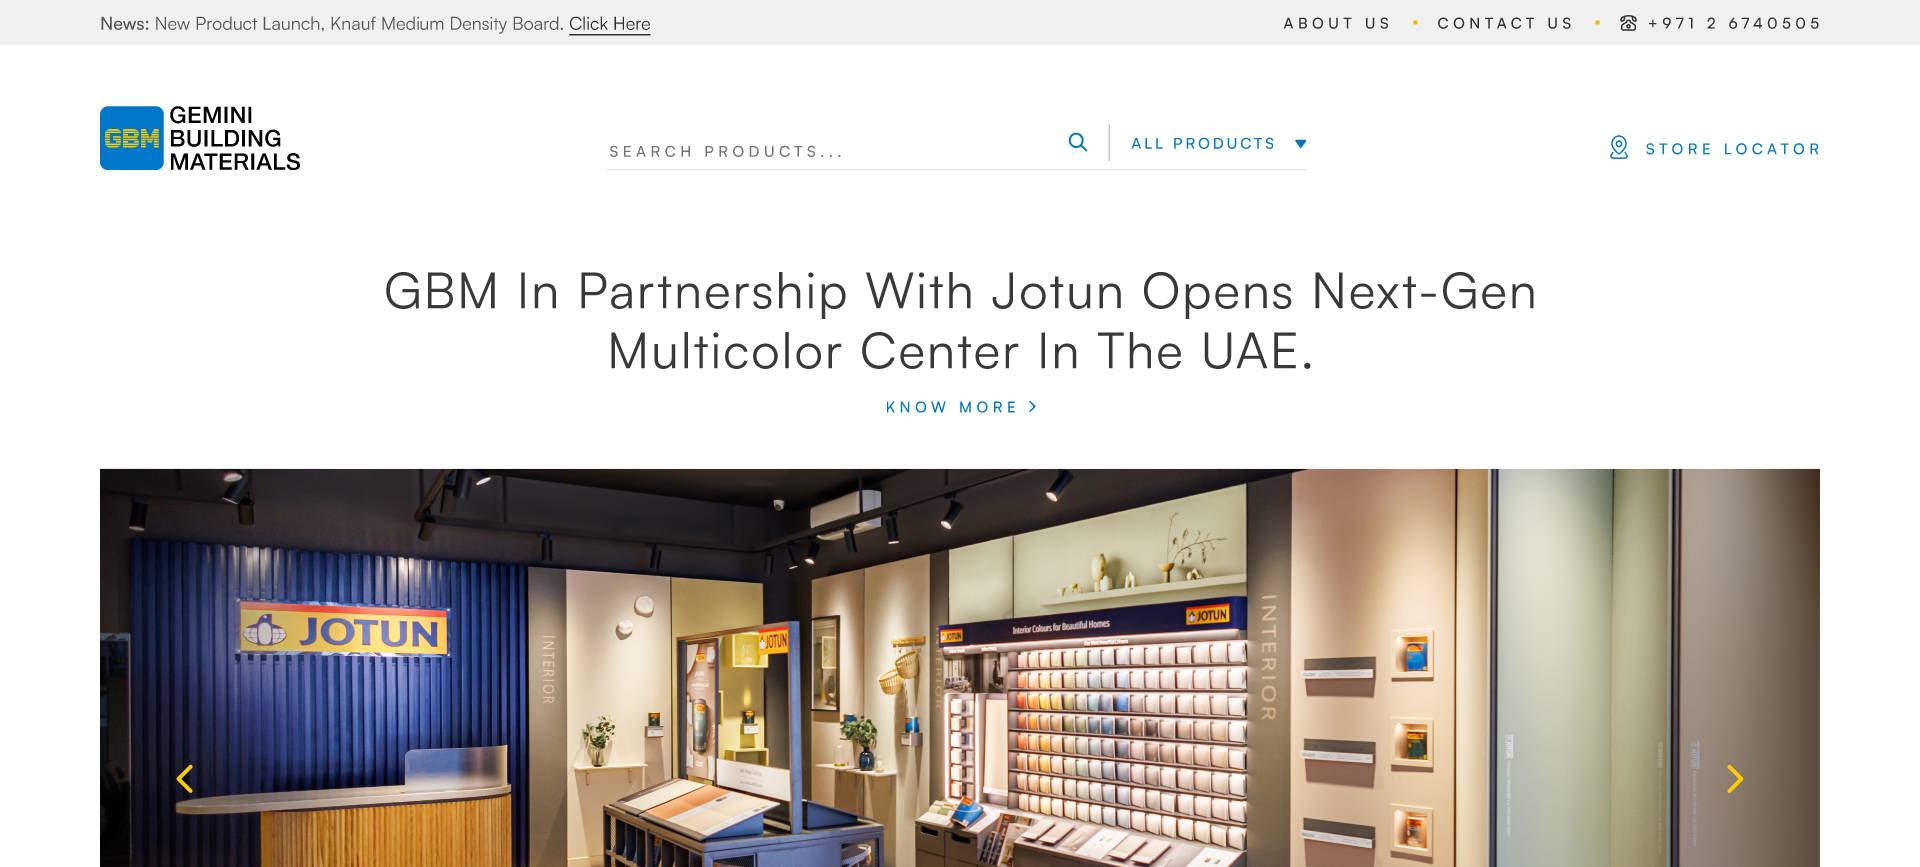 News: New Product Launch, Knauf Medium Density Board. Click Here
ABOUT US • CONTACT US • +971 2 6740505
GBM
GEMINI
BUILDING
MATERIALS
SEARCH PRODUCTS...
ALL PRODUCTS
STORE LOCATOR
GBM In Partnership With Jotun Opens Next-Gen
Multicolor Center In The UAE.
KNOW MORE >
JOTUN
INTERIOR
JOTUN
JOTUN
Interior Colours for Beautiful Homes
JOTUN
INTERIOR